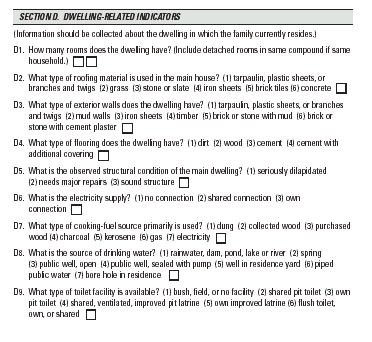 SECTION D. DWELLING-RELATED INDICATORS
(Information should be collected about the dwelling in which the family currently resides.)
D1. How many rooms does the dwelling have? (Include detached rooms in same compound if same
household.)
D2. What type of roofing material is used in the main house? (1) tarpaulin, plastic sheets, or
branches and twigs (2) grass (3) stone or slate (4) iron sheets (5) brick tiles (6) concrete
D3. What type of exterior walls does the dwelling have? (1) tarpaulin, plastic sheets, or branches
and twigs (2) mud walls (3) iron sheets (4) timber (5) brick or stone with mud (6) brick or
stone with cement plaster
D4. What type of flooring does the dwelling have? (1) dirt (2) wood (3) cement (4) cement with
additional covering
D5. What is the observed structural condition of the main dwelling? (1) seriously dilapidated
(2) needs major repairs (3) sound structure
D6. What is the electricity supply? (1) no connection (2) shared connection (3) own
connection
D7. What type of cooking-fuel source primarily is used? (1) dung (2) collected wood (3) purchased
wood (4) charcoal (5) kerosene (6) gas (7) electricity
D8. What is the source of drinking water? (1) rainwater, dam, pond, lake or river (2) spring
(3) public well, open (4) public well, sealed with pump (5) well in residence yard (6) piped
public water (7) bore hole in residence
D9. What type of toilet facility is available? (1) bush, field, or no facility (2) shared pit toilet (3) own
pit toilet (4) shared, ventilated, improved pit latrine (5) own improved latrine (6) flush toilet,
own, or shared